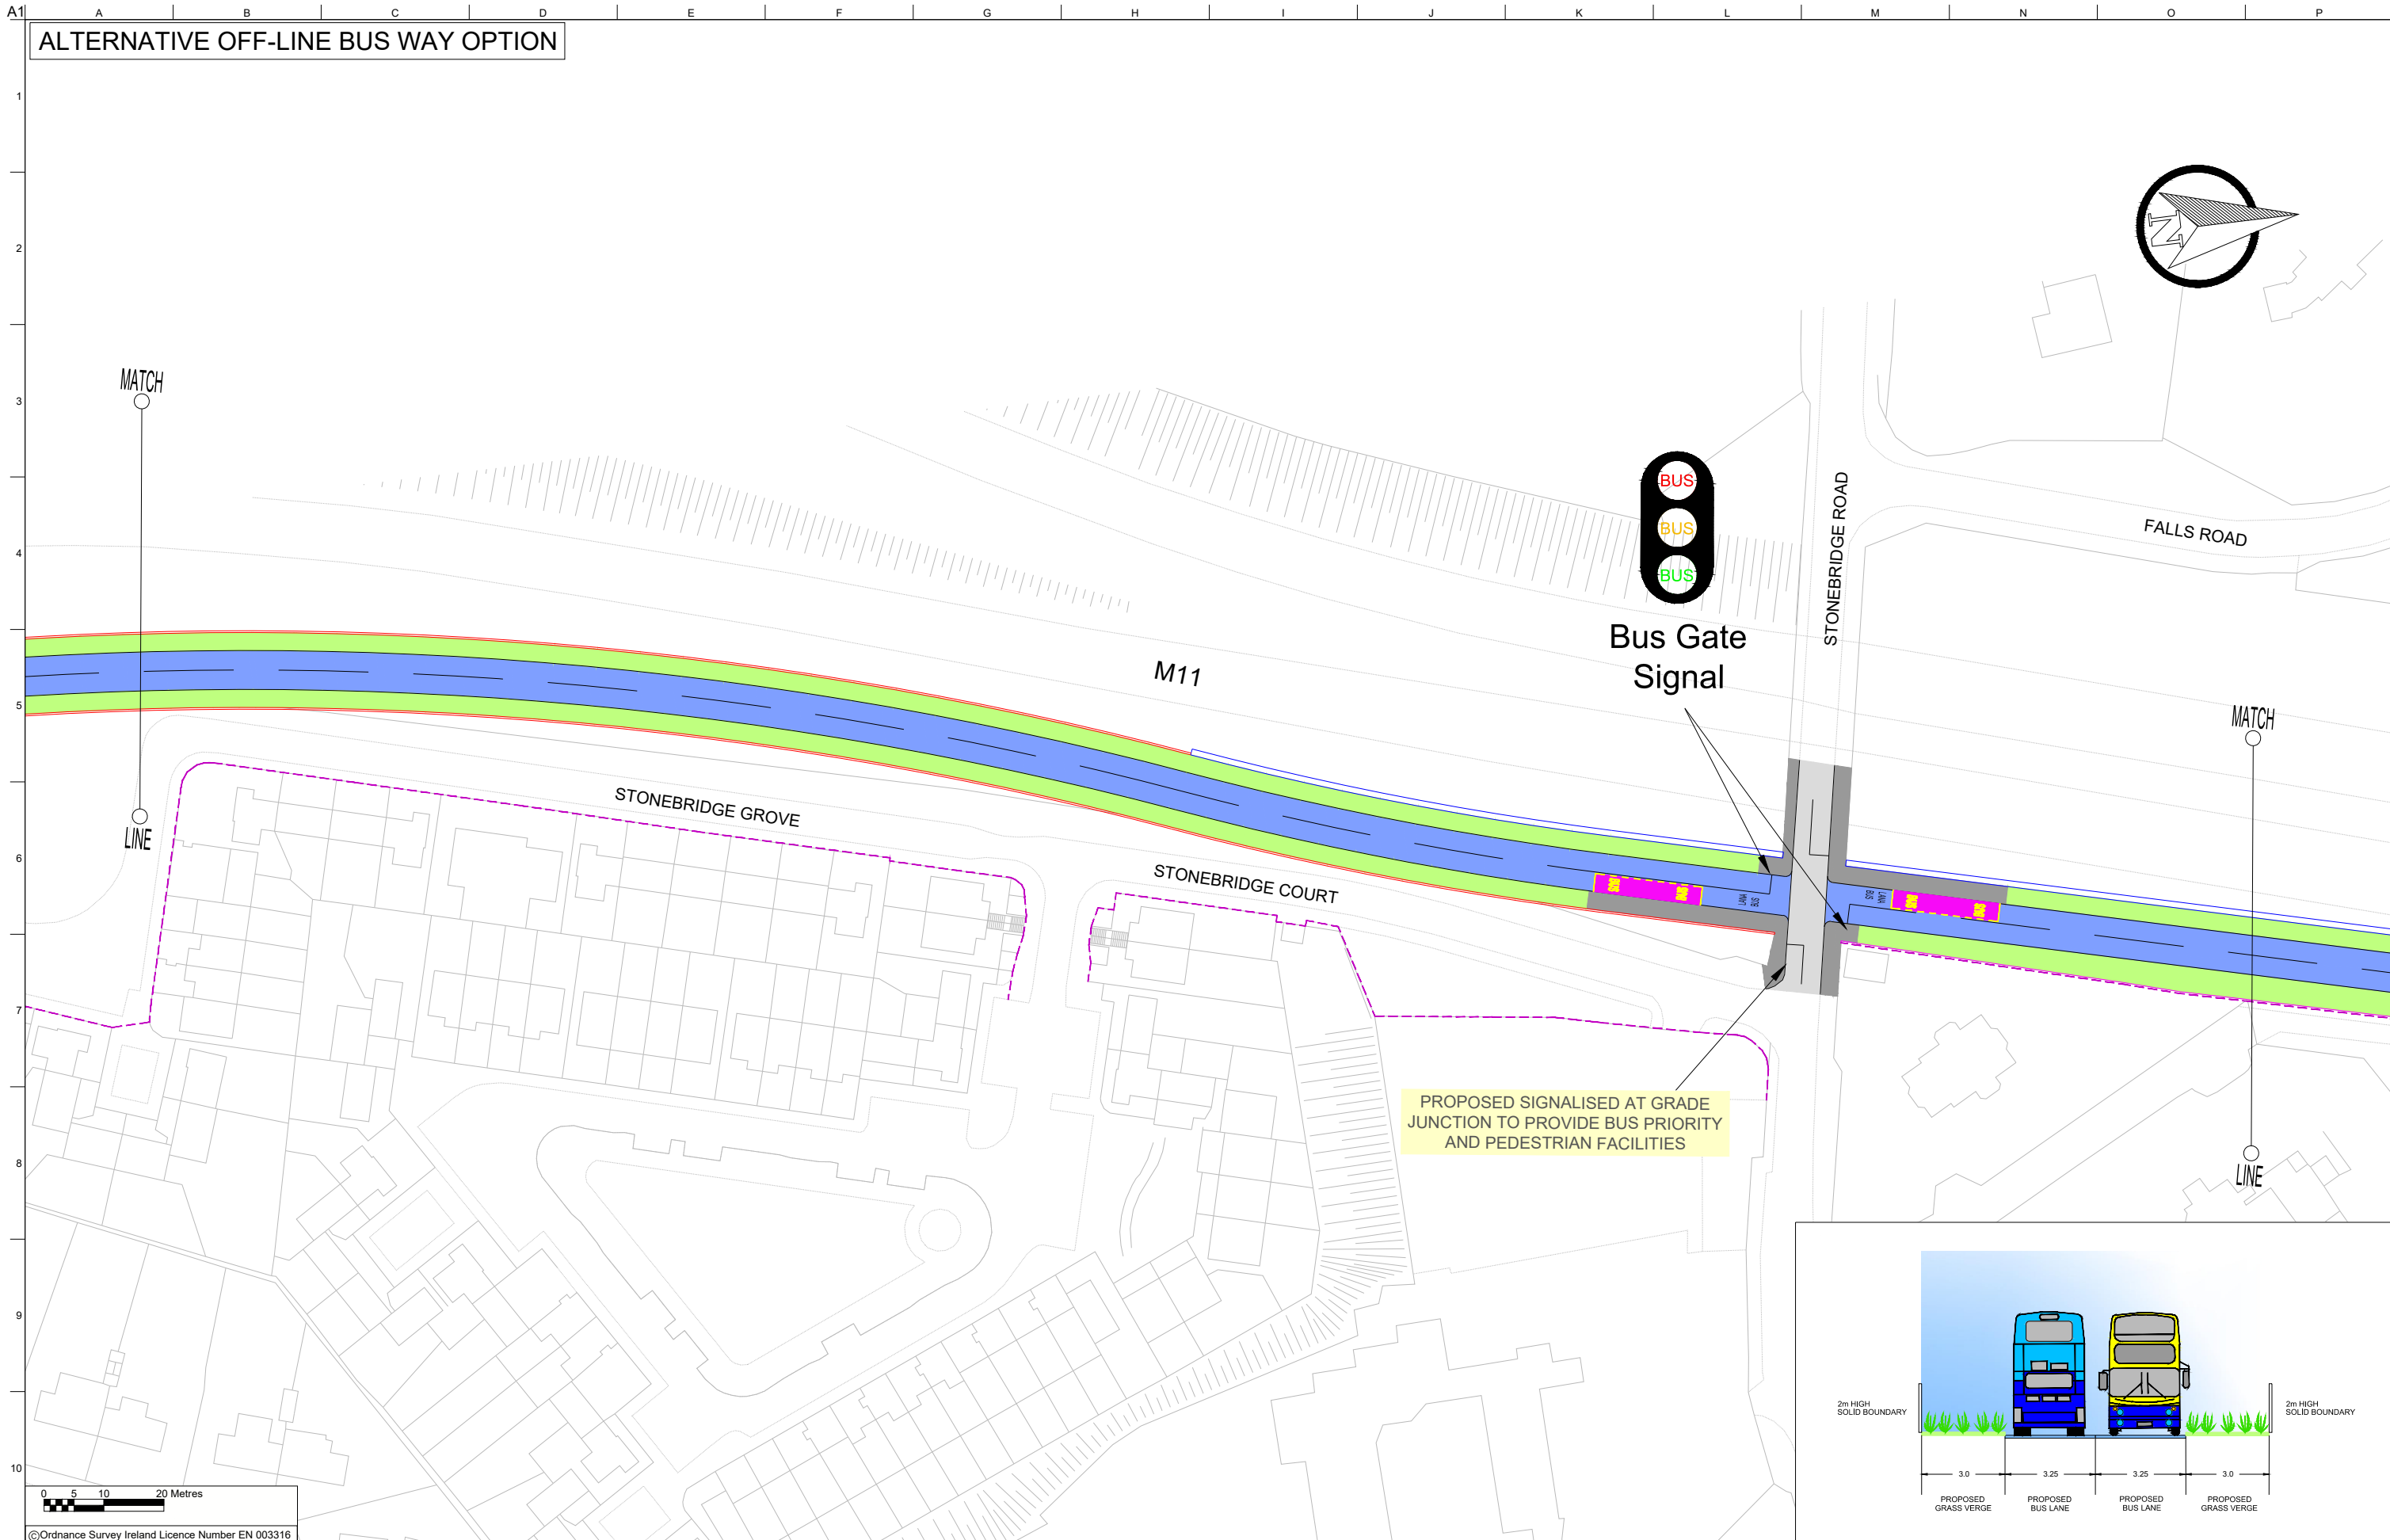 A1
A B C D E F G H I J K L M N O P
ALTERNATIVE OFF-LINE BUS WAY OPTION
1
2
N
3
MATCH
BUS
BUS
BUS
STONEBRIDGE ROAD
FALLS ROAD
4
Bus Gate
Signal
M11
5
MATCH
STONEBRIDGE GROVE
LINE
6
STONEBRIDGE COURT
BUS
LANE
BUS
LANE
7
PROPOSED SIGNALISED AT GRADE
JUNCTION TO PROVIDE BUS PRIORITY
AND PEDESTRIAN FACILITIES
8
LINE
9
2m HIGH
SOLID BOUNDARY
2m HIGH
SOLID BOUNDARY
10
3.0 3.25 3.25 3.0
PROPOSED
GRASS VERGE
PROPOSED
BUS LANE
PROPOSED
BUS LANE
PROPOSED
GRASS VERGE
0 5 10 20 Metres
©Ordnance Survey Ireland Licence Number EN 003316